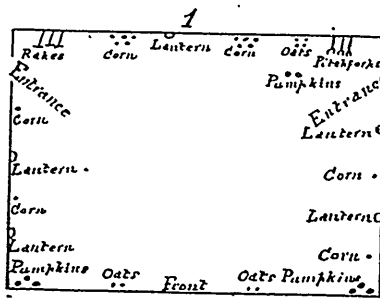 1
Rakes Corn Lantern Corn Oats Pitchforks
Pumpkins
Entrance Entrance
Corn Lantern
Lantern Corn
Corn Lantern
Lantern Corn
Pumpkins Oats Front Oats Pumpkins